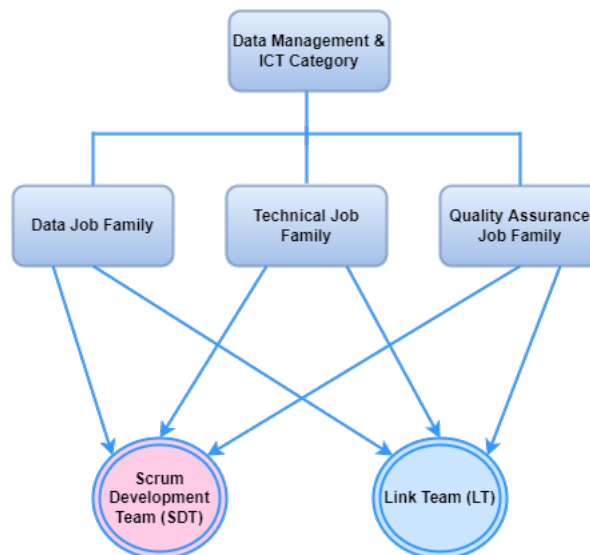 Data Management &
ICT Category
Data Job Family
Technical Job
Family
Quality Assurance
Job Family
Scrum
Development
Team (SDT)
Link Team (LT)